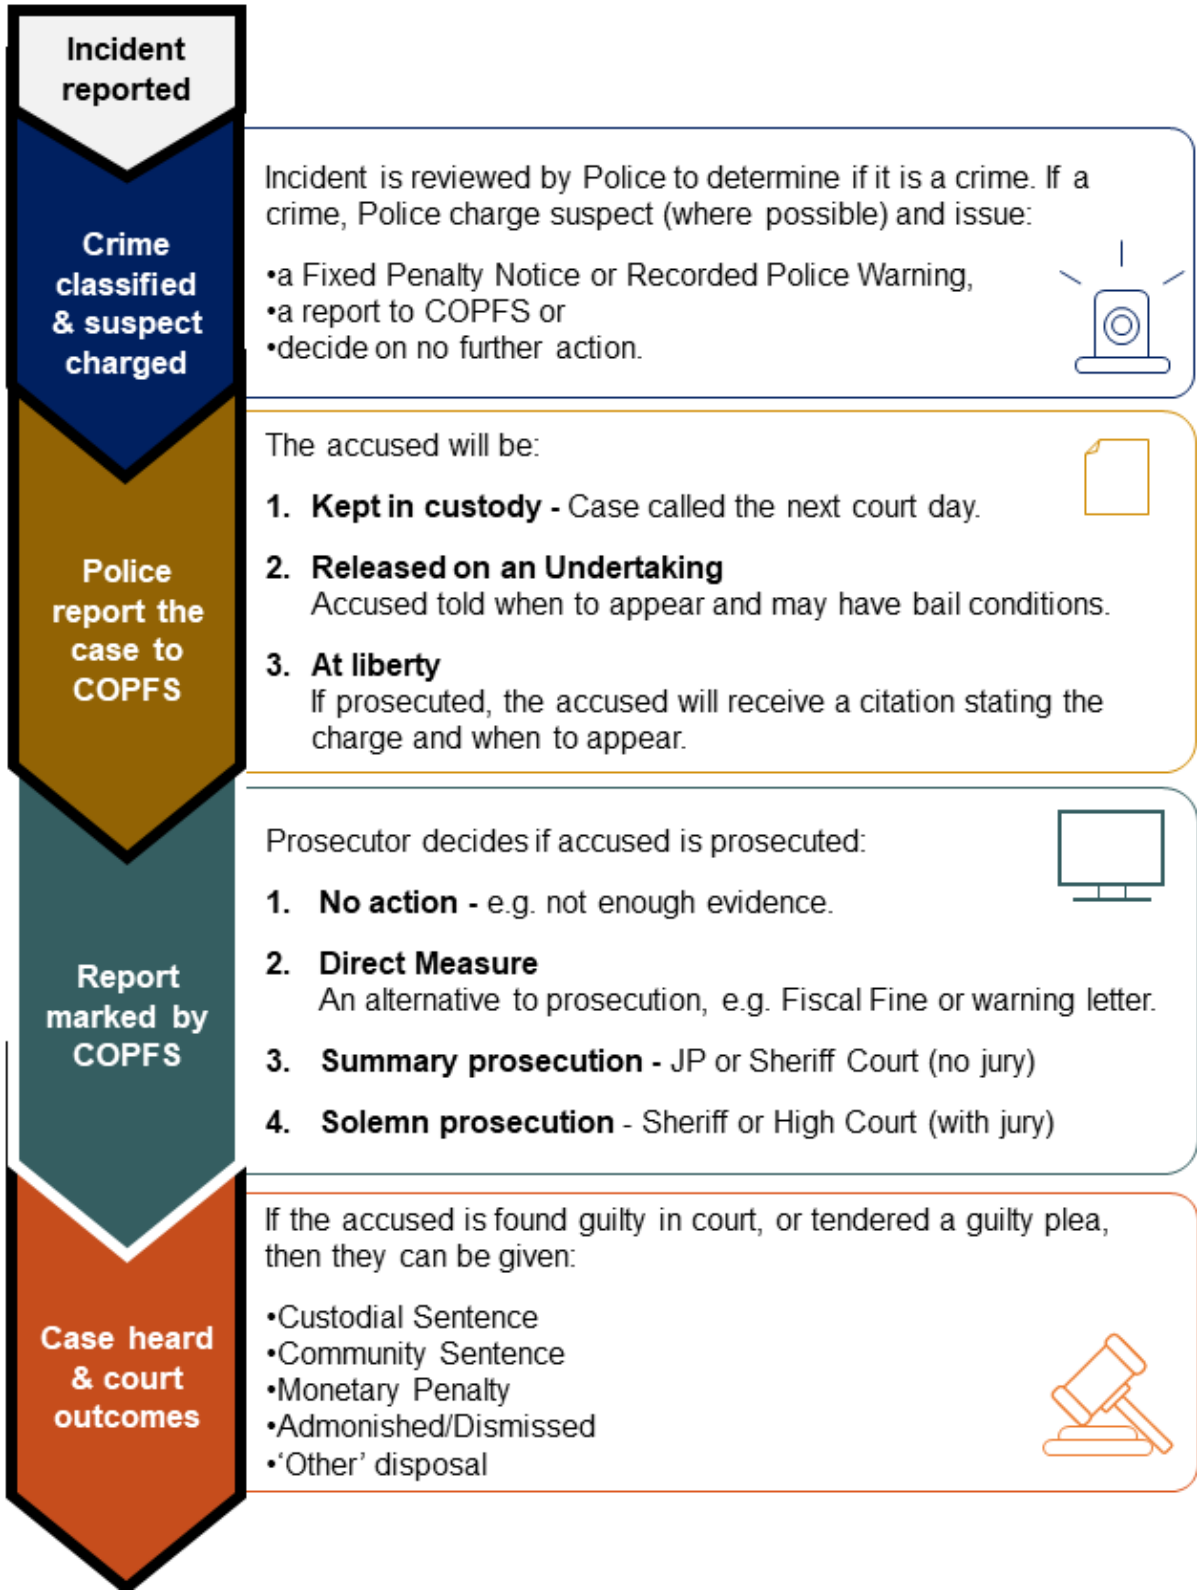 Incident
reported
Crime
classified
& suspect
charged
Incident is reviewed by Police to determine if it is a crime. If a
crime, Police charge suspect (where possible) and issue:
•a Fixed Penalty Notice or Recorded Police Warning,
•a report to COPFS or
•decide on no further action.
Police
report the
case to
COPFS
The accused will be:
1. Kept in custody - Case called the next court day.
2. Released on an Undertaking
Accused told when to appear and may have bail conditions.
3. At liberty
If prosecuted, the accused will receive a citation stating the
charge and when to appear.
Report
marked by
COPFS
Prosecutor decides if accused is prosecuted:
1. No action - e.g. not enough evidence.
2. Direct Measure
An alternative to prosecution, e.g. Fiscal Fine or warning letter.
3. Summary prosecution - JP or Sheriff Court (no jury)
4. Solemn prosecution - Sheriff or High Court (with jury)
Case heard
& court
outcomes
If the accused is found guilty in court, or tendered a guilty plea,
then they can be given:
•Custodial Sentence
•Community Sentence
•Monetary Penalty
•Admonished/Dismissed
•‘Other’ disposal